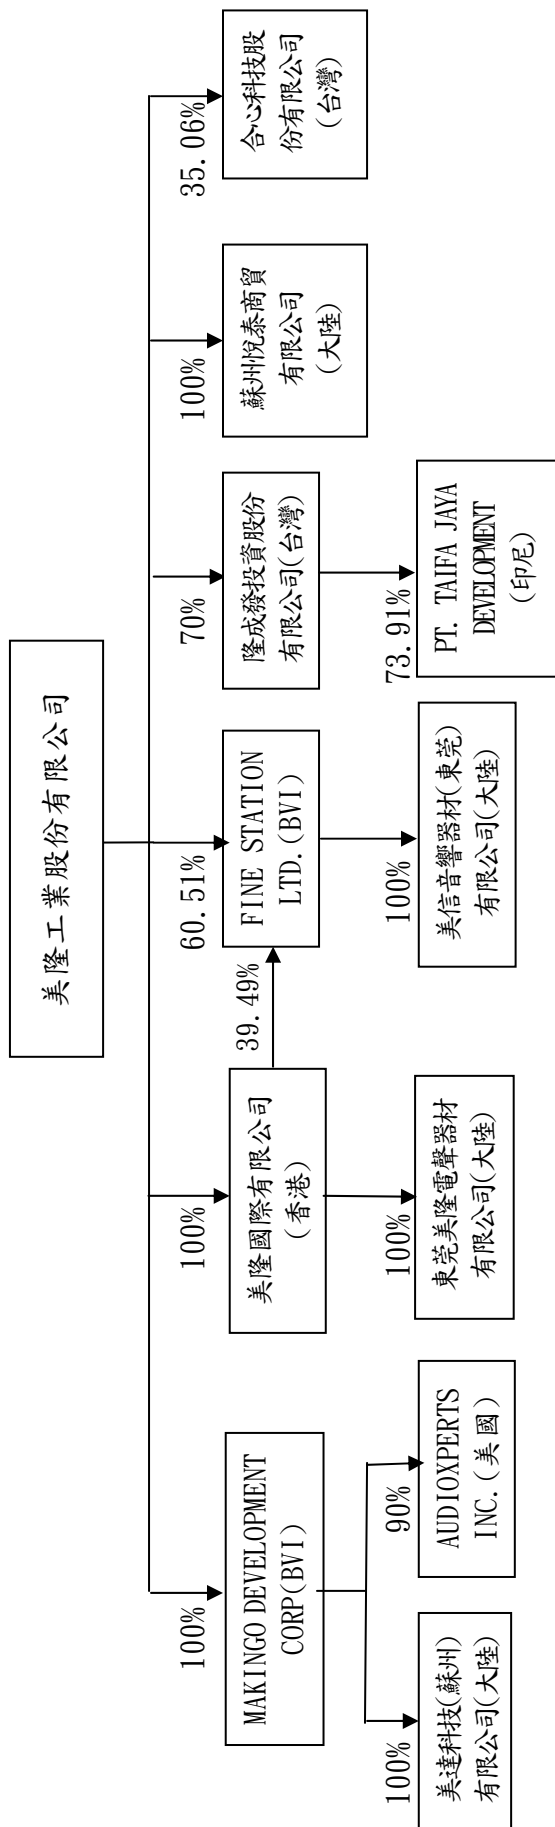 美隆工業股份有限公司
100%
100%
60.51%
70%
100%
35.06%
MAKINGO DEVELOPMENT
CORP(BVI)
美隆國際有限公司
(香港)
39.49%
FINE STATION
LTD.(BVI)
隆成發投資股份
有限公司(台灣)
蘇州悅泰商貿
有限公司
(大陸)
合心科技股
份有限公司
(台灣)
100%
90%
100%
100%
73.91%
美達科技(蘇州)
有限公司(大陸)
AUDIOXPERTS
INC.(美國)
東莞美隆電聲器材
有限公司(大陸)
美信音響器材(東莞)
有限公司(大陸)
PT. TAIFA JAYA
DEVELOPMENT
(印尼)